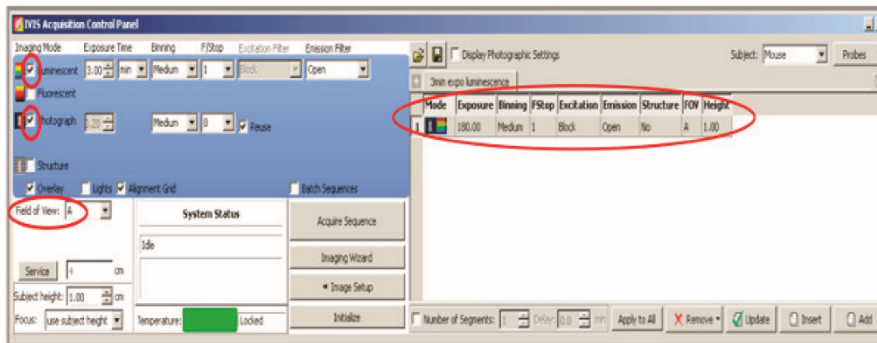 IVIS Acquisition Control Panel
Imaging Mode Exposure Time Binning F/Stop Excitation Filter Emission Filter
Luminescent 3.00 min Medium 1 Block Open
Fluorescent
Photograph Medium 8 Reuse
Structure
Overlay Lights Alignment Grid Batch Sequences
Field of View: A
System Status
Idle
Service 4 cm
Subject height: 1.00 cm
Focus: use subject height
Temperature: Locked
Acquire Sequence
Imaging Wizard
Image Setup
Initialize
Display Photographic Settings Subject: Mouse Probes
3min expo luminescence
Mode Exposure Binning FStop Excitation Emission Structure FOV Height
1 180.00 Medium 1 Block Open No A 1.00
Number of Segments: 1 Delay: 0.0 min Apply to All Remove Update Insert Add